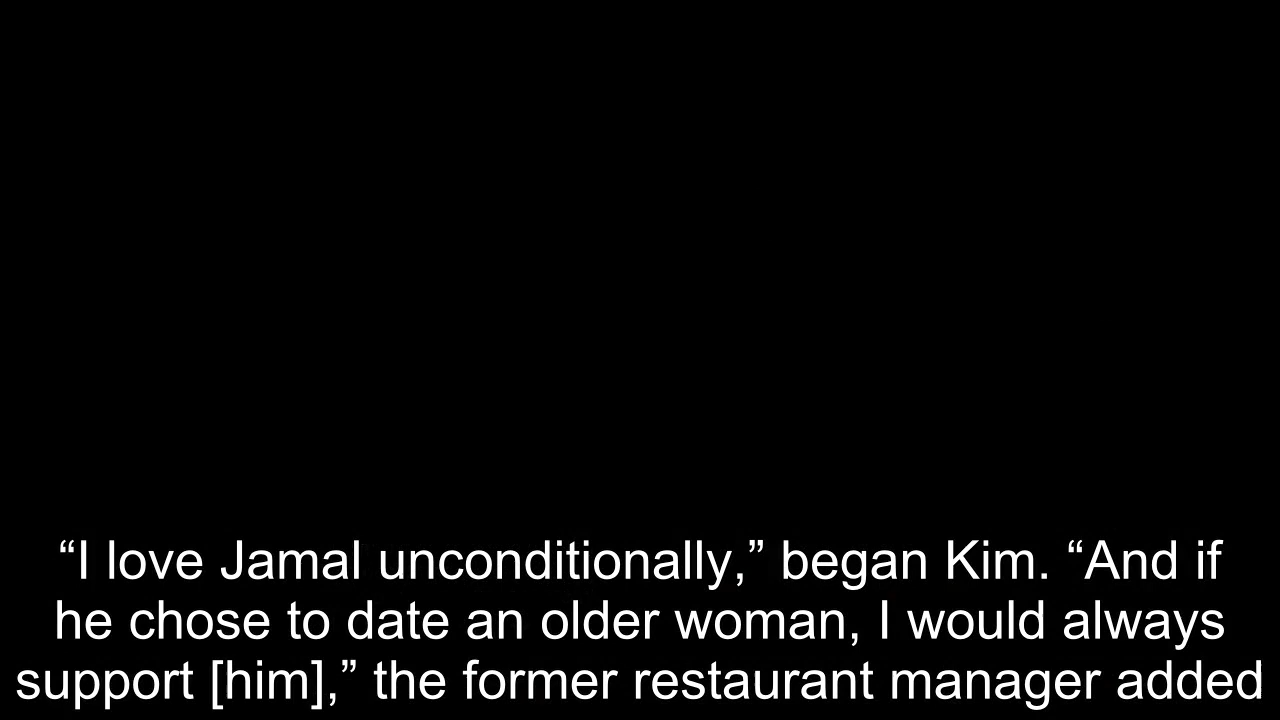 “I love Jamal unconditionally,” began Kim. “And if
he chose to date an older woman, I would always
support [him],” the former restaurant manager added